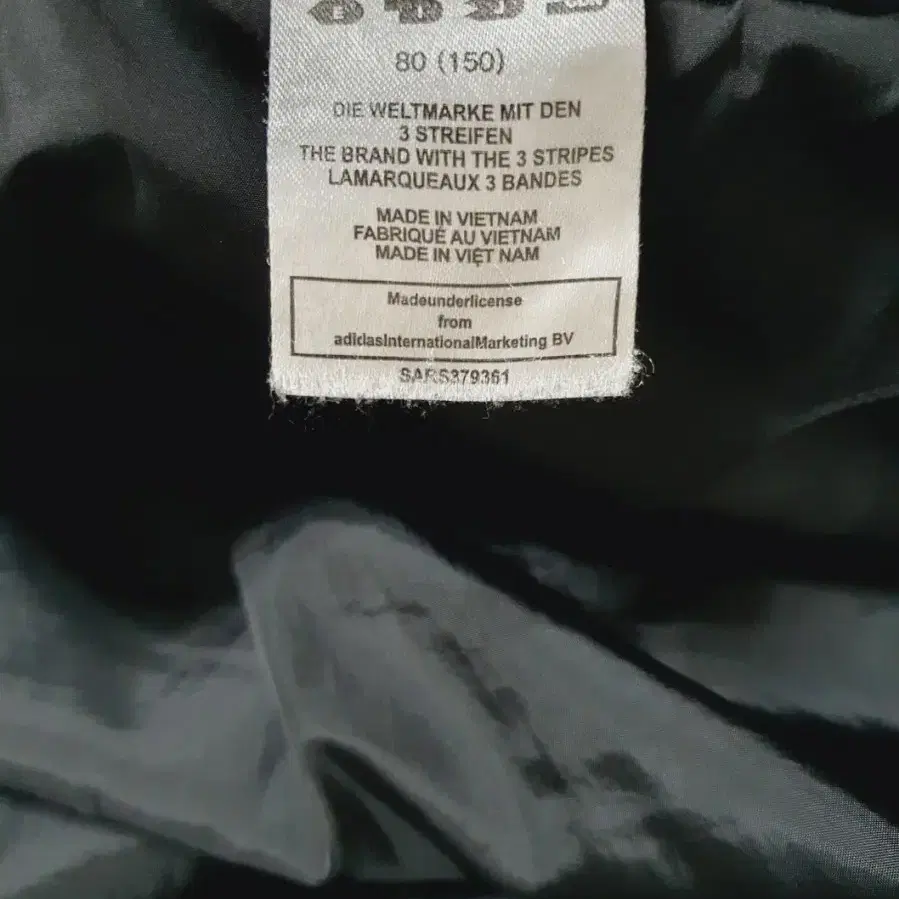 80 (150)
DIE WELTMARKE MIT DEN
3 STREIFEN
THE BRAND WITH THE 3 STRIPES
LAMARQUEAUX 3 BANDES
MADE IN VIETNAM
FABRIQUÉ AU VIETNAM
MADE IN VIỆT NAM
Madeunderlicense
from
adidasInternationalMarketing BV
SARS379361